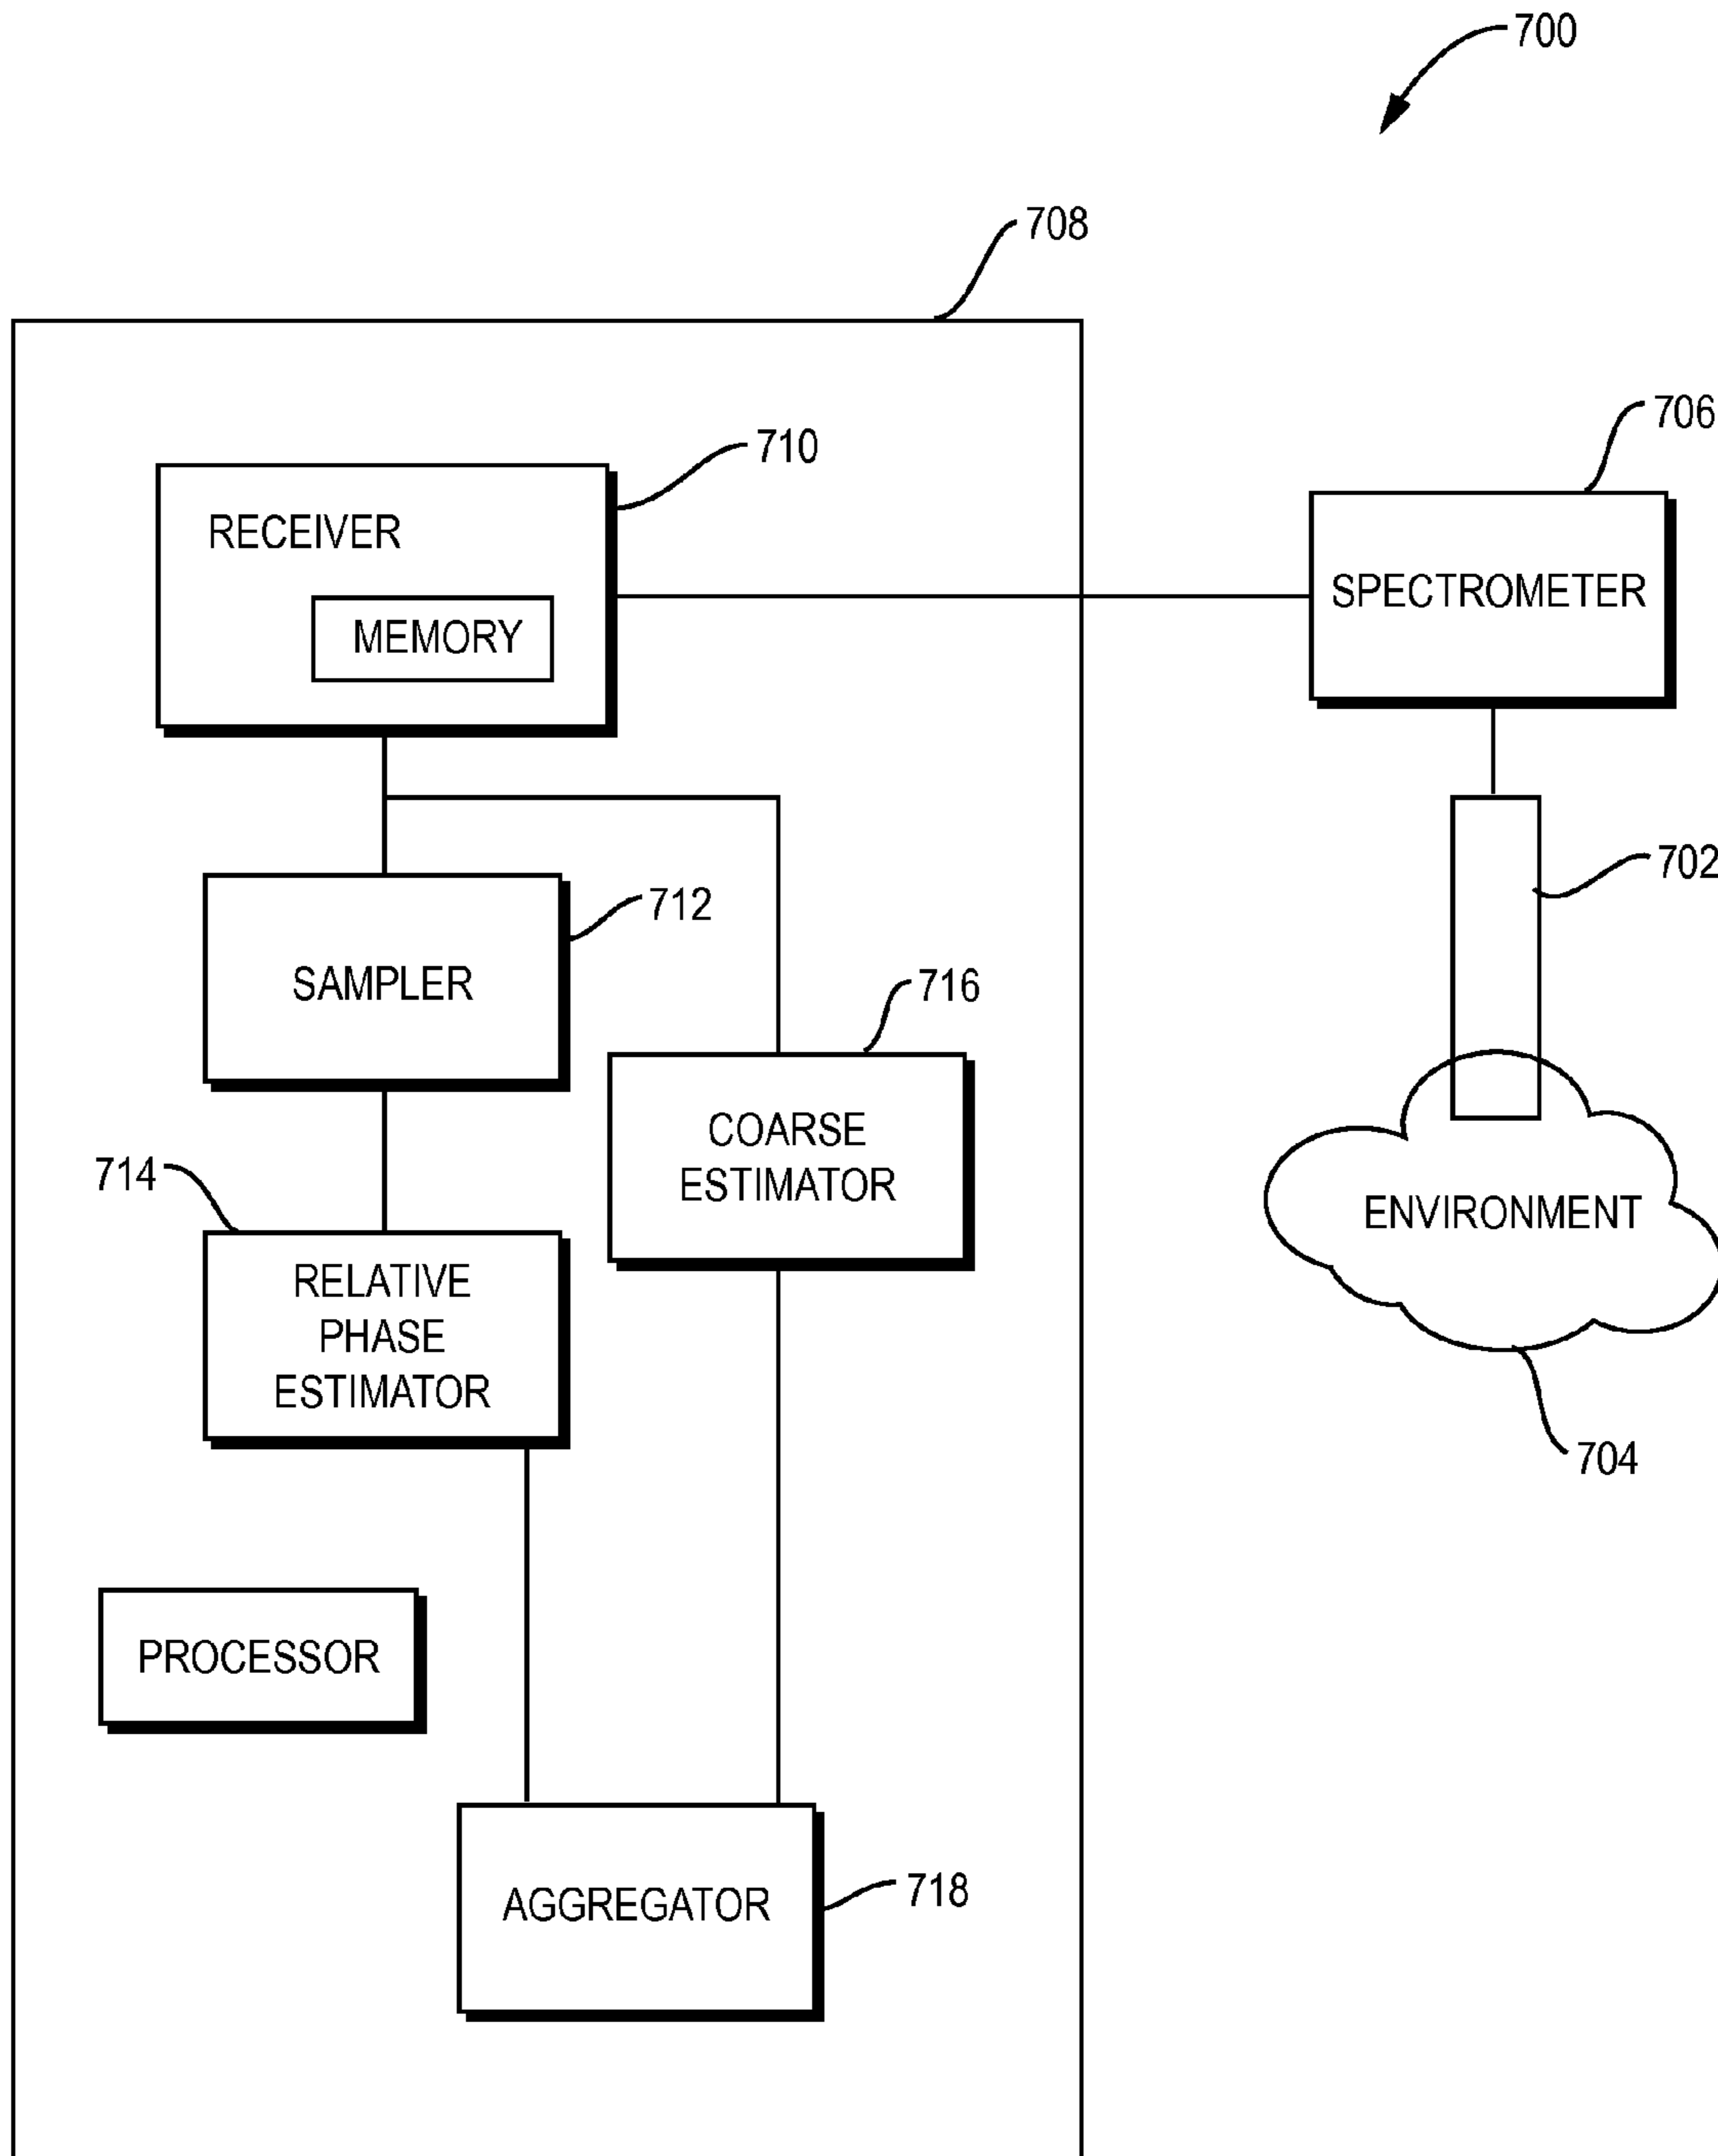 700
708
706
710
RECEIVER
SPECTROMETER
MEMORY
702
712
SAMPLER
716
COARSE
ESTIMATOR
714
ENVIRONMENT
RELATIVE
PHASE
ESTIMATOR
704
PROCESSOR
AGGREGATOR
718